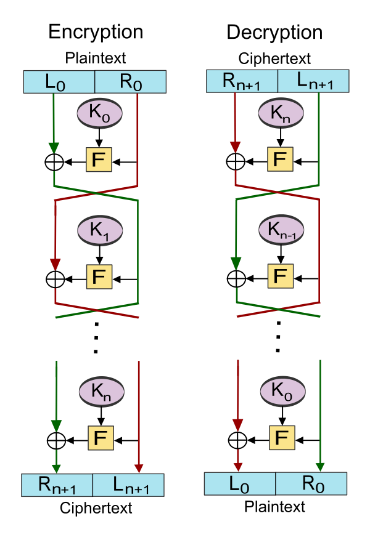 Encryption
Plaintext
L0 R0
K0
F
K1
F
Kn
F
Rn+1 Ln+1
Ciphertext
Decryption
Ciphertext
Rn+1 Ln+1
Kn
F
Kn-1
F
K0
F
L0 R0
Plaintext